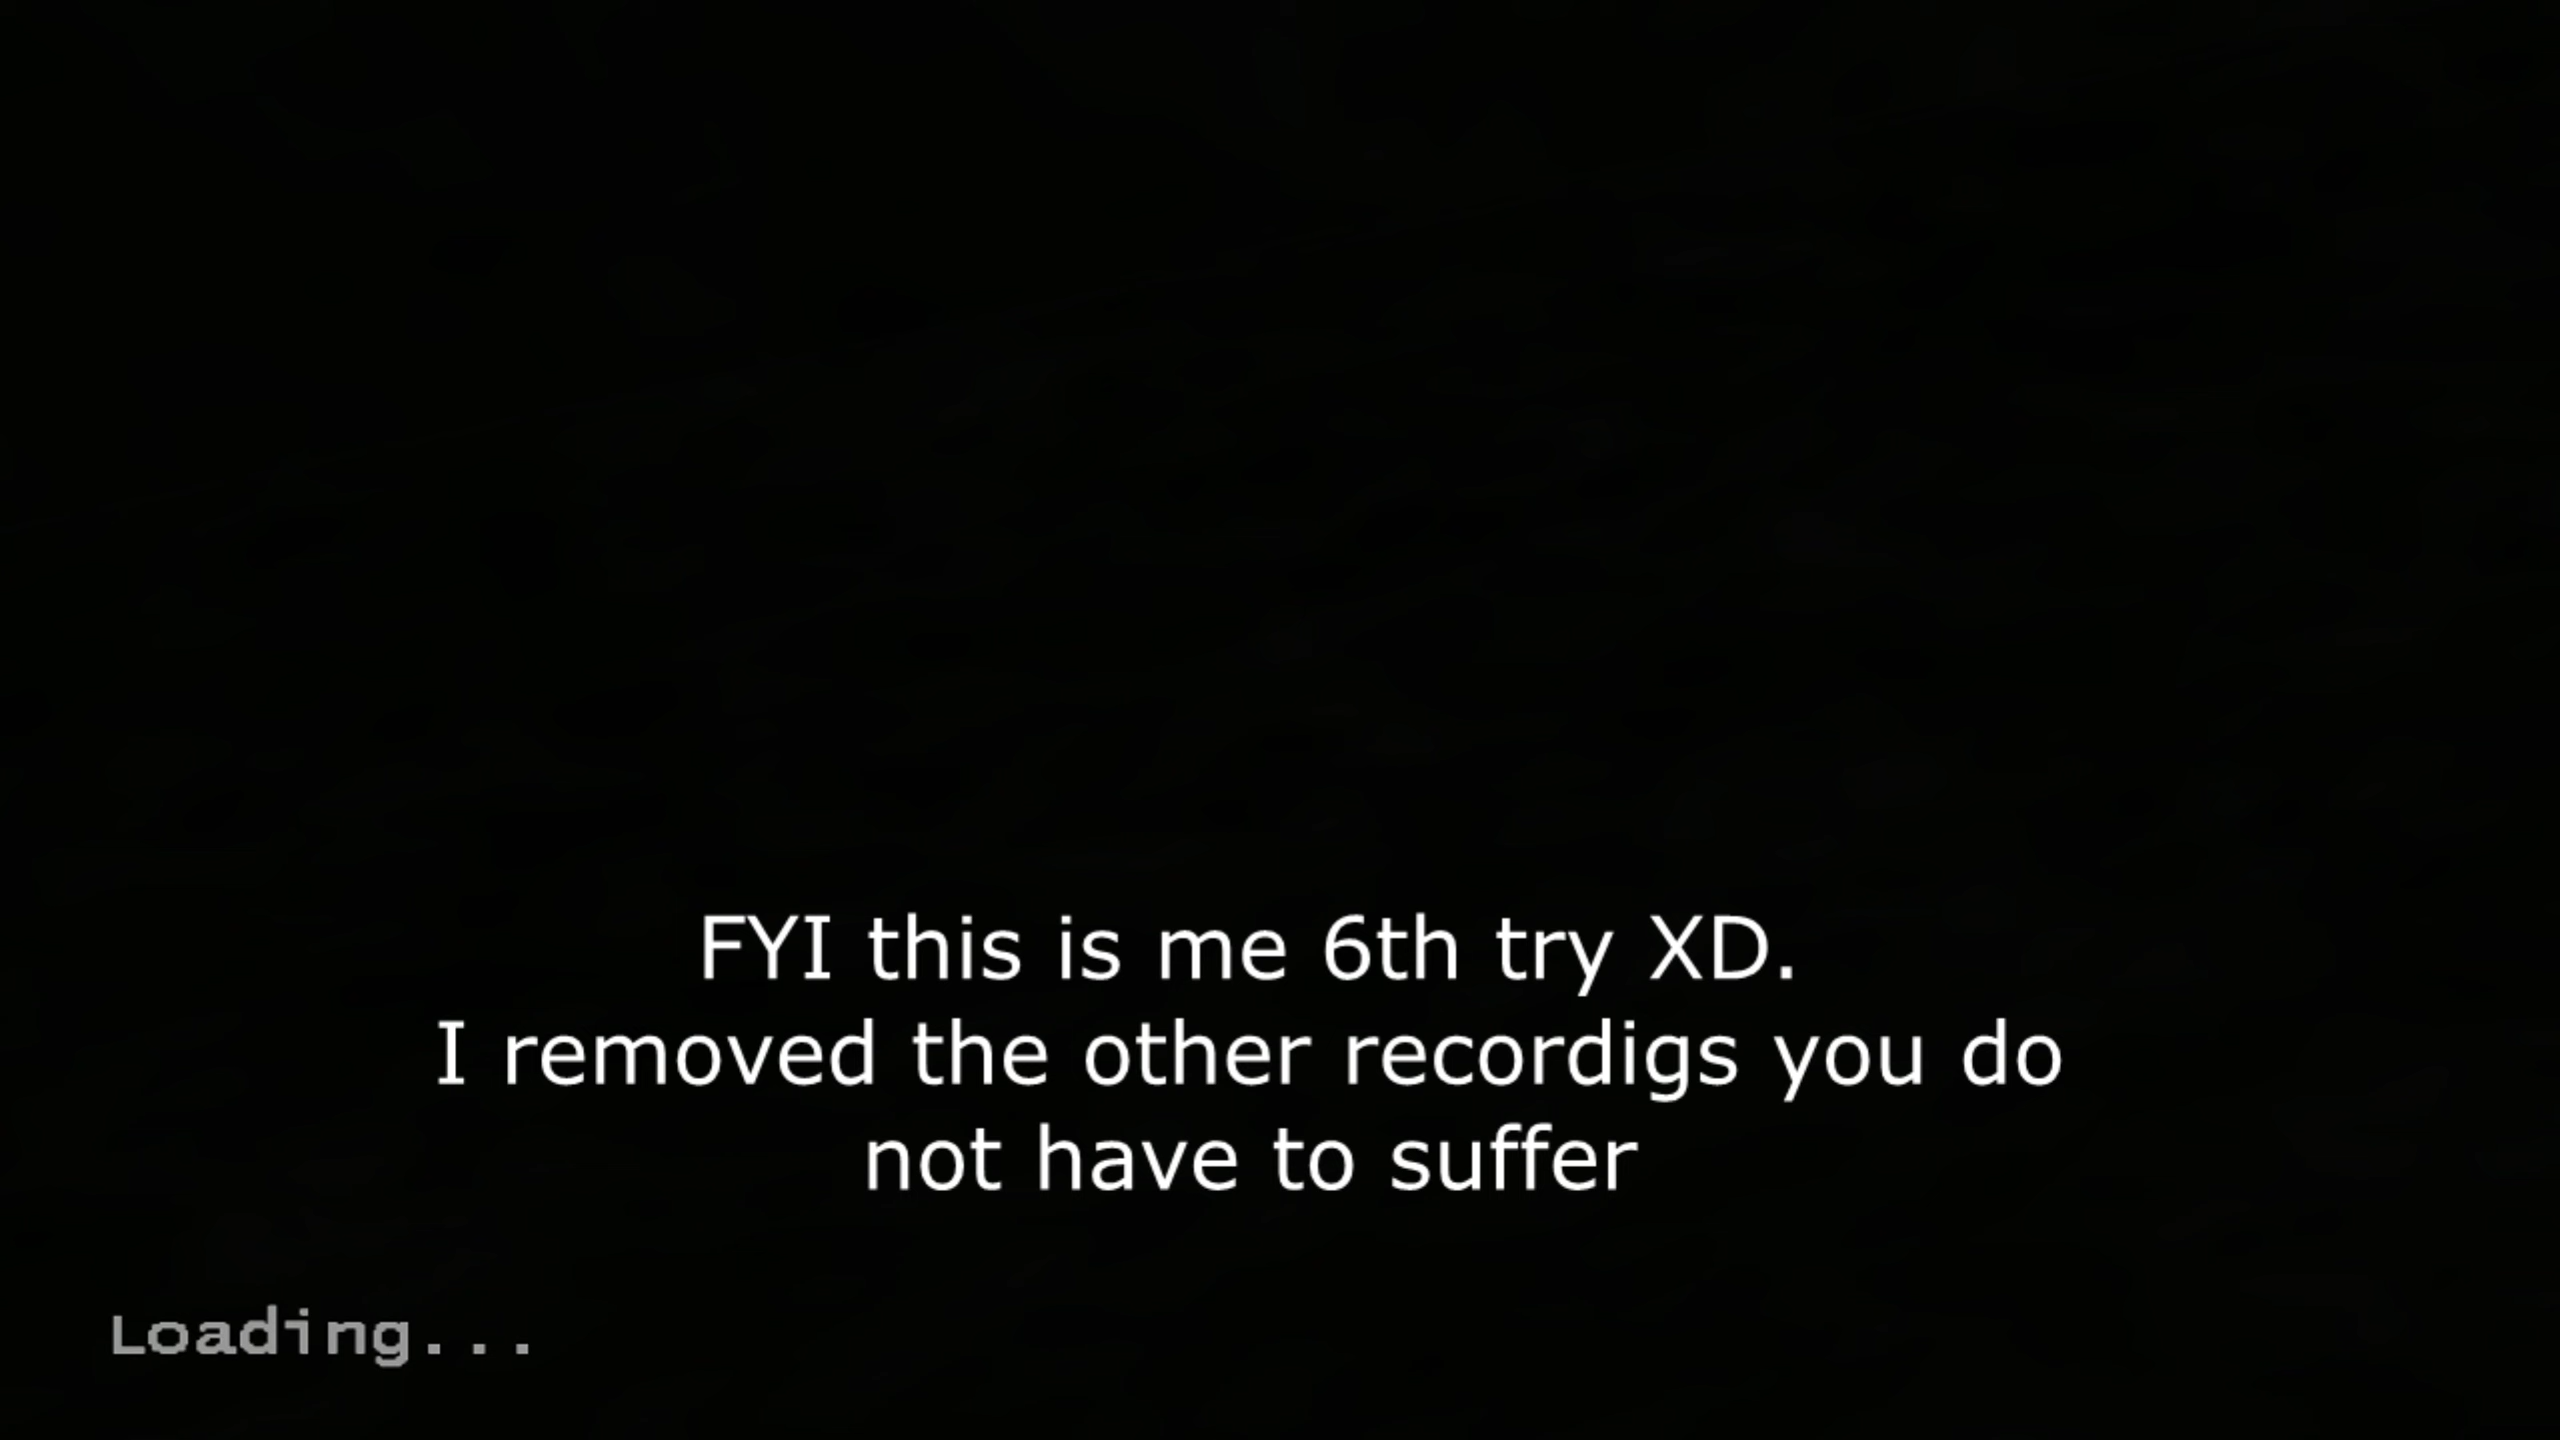 FYI this is me 6th try XD.
I removed the other recordigs you do
not have to suffer
Loading...